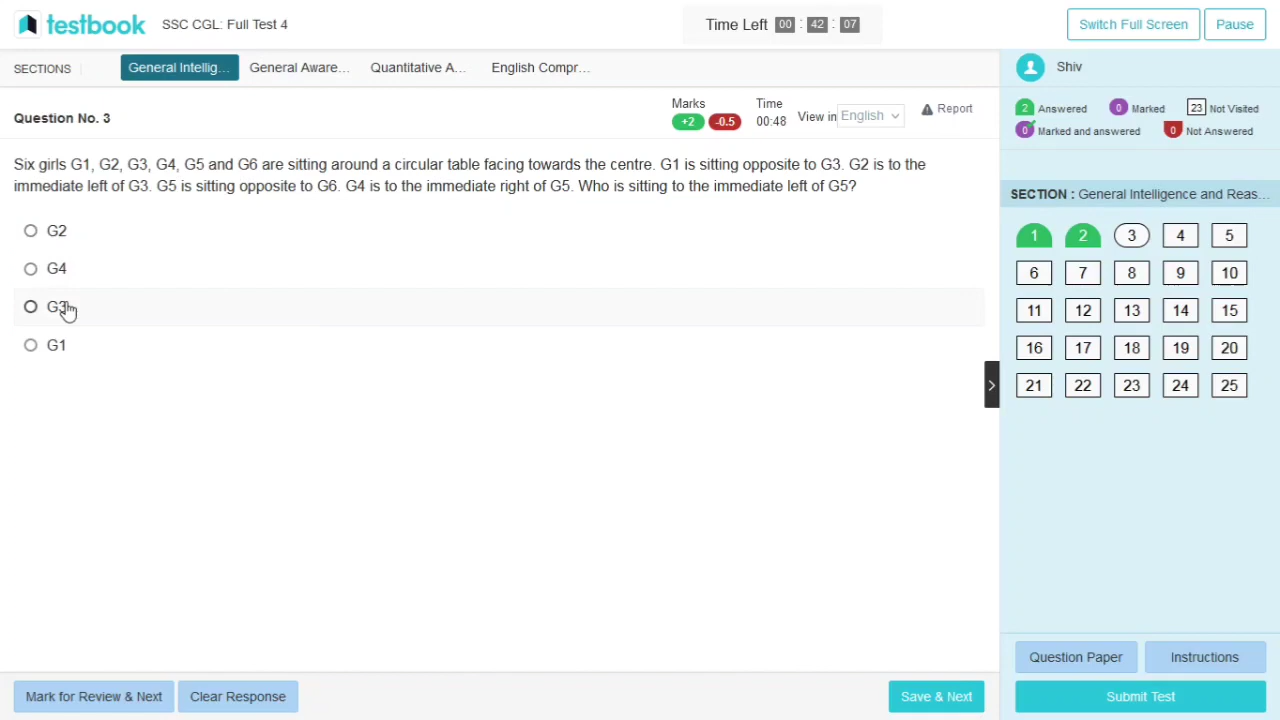 testbook SSC CGL: Full Test 4 Time Left 00 : 42 : 07 Switch Full Screen Pause
SECTIONS General Intellig... General Aware... Quantitative A... English Compr... Shiv
Question No. 3 Marks +2 -0.5 Time 00:48 View in English Report
2 Answered 0 Marked 23 Not Visited
0 Marked and answered 0 Not Answered
Six girls G1, G2, G3, G4, G5 and G6 are sitting around a circular table facing towards the centre. G1 is sitting opposite to G3. G2 is to the
immediate left of G3. G5 is sitting opposite to G6. G4 is to the immediate right of G5. Who is sitting to the immediate left of G5?
G2
G4
G3
G1
SECTION : General Intelligence and Reas...
1 2 3 4 5
6 7 8 9 10
11 12 13 14 15
16 17 18 19 20
21 22 23 24 25
Question Paper Instructions
Mark for Review & Next Clear Response Save & Next Submit Test